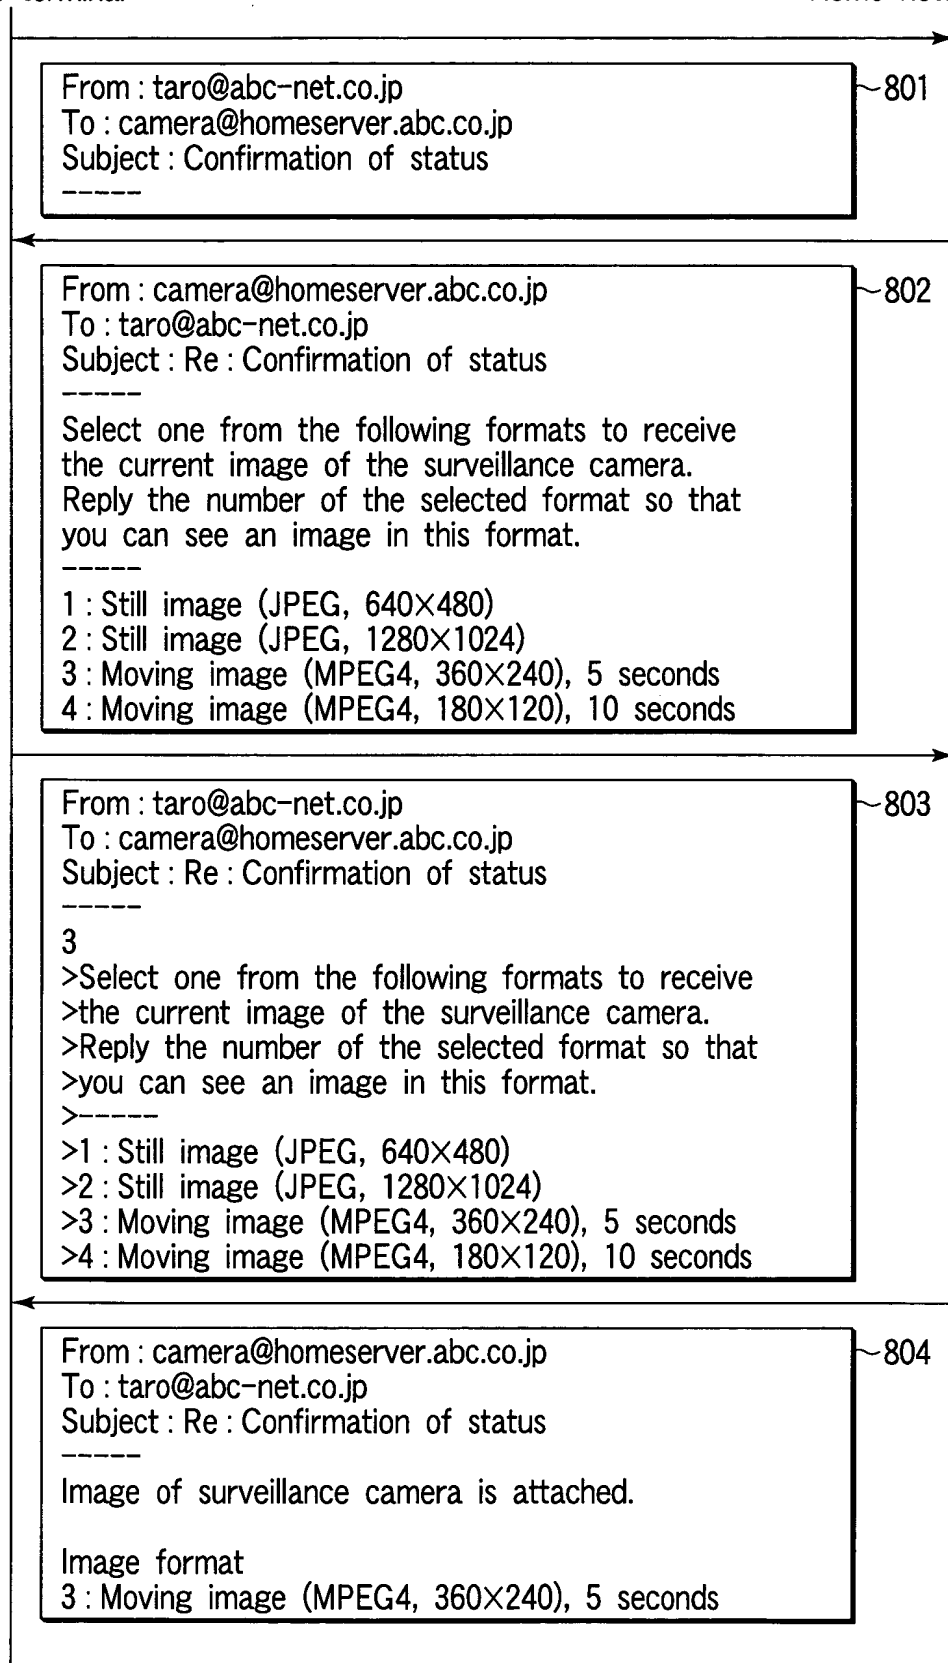 From : taro@abc-net.co.jp
To : camera@homeserver.abc.co.jp
Subject : Confirmation of status
-----
801
From : camera@homeserver.abc.co.jp
To : taro@abc-net.co.jp
Subject : Re : Confirmation of status
-----
Select one from the following formats to receive
the current image of the surveillance camera.
Reply the number of the selected format so that
you can see an image in this format.
-----
1 : Still image (JPEG, 640×480)
2 : Still image (JPEG, 1280×1024)
3 : Moving image (MPEG4, 360×240), 5 seconds
4 : Moving image (MPEG4, 180×120), 10 seconds
802
From : taro@abc-net.co.jp
To : camera@homeserver.abc.co.jp
Subject : Re : Confirmation of status
-----
3
>Select one from the following formats to receive
>the current image of the surveillance camera.
>Reply the number of the selected format so that
>you can see an image in this format.
>-----
>1 : Still image (JPEG, 640×480)
>2 : Still image (JPEG, 1280×1024)
>3 : Moving image (MPEG4, 360×240), 5 seconds
>4 : Moving image (MPEG4, 180×120), 10 seconds
803
From : camera@homeserver.abc.co.jp
To : taro@abc-net.co.jp
Subject : Re : Confirmation of status
-----
Image of surveillance camera is attached.
Image format
3 : Moving image (MPEG4, 360×240), 5 seconds
804